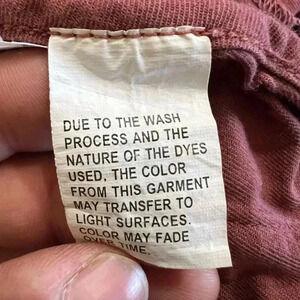 DUE TO THE WASH
PROCESS AND THE
NATURE OF THE DYES
USED, THE COLOR
FROM THIS GARMENT
MAY TRANSFER TO
LIGHT SURFACES.
COLOR MAY FADE
OVER TIME.